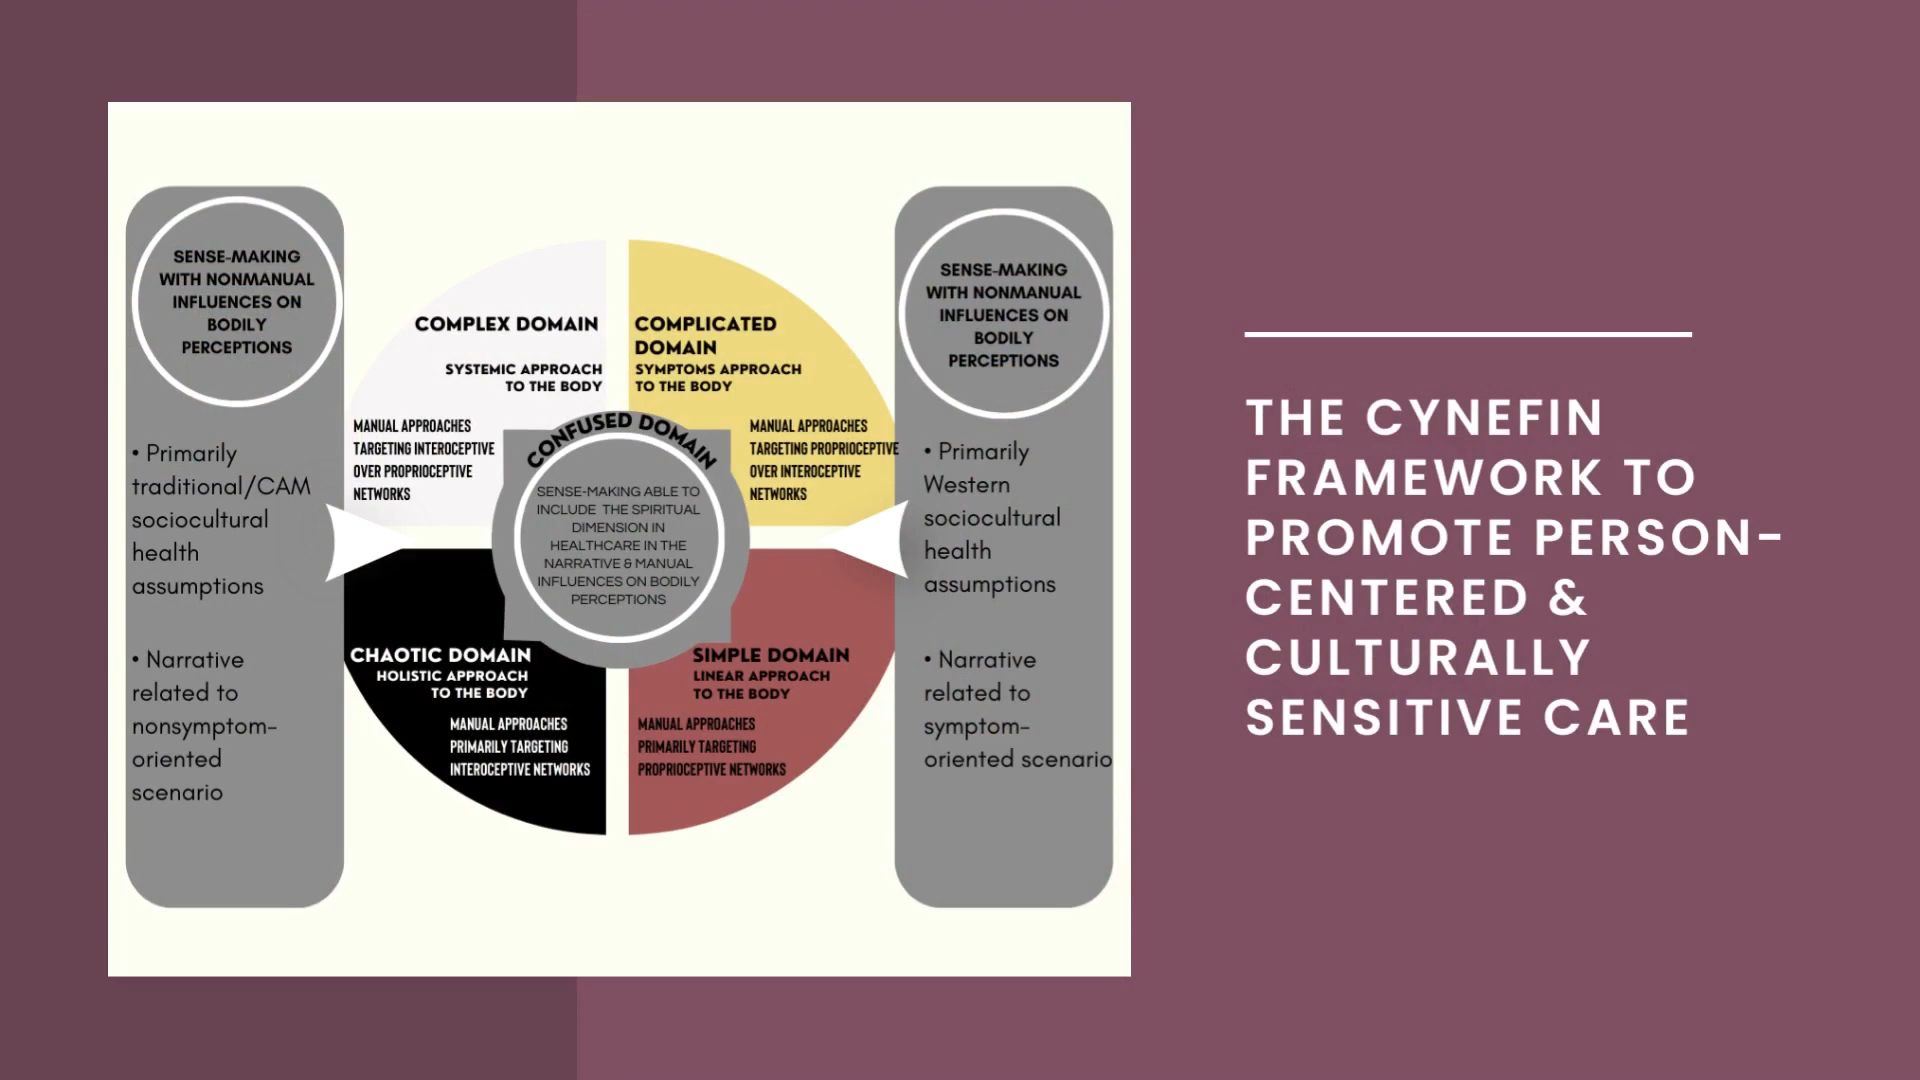 SENSE-MAKING
WITH NONMANUAL
INFLUENCES ON
BODILY
PERCEPTIONS
• Primarily
traditional/CAM
sociocultural
health
assumptions
• Narrative
related to
nonsymptom-
oriented
scenario
COMPLEX DOMAIN
SYSTEMIC APPROACH
TO THE BODY
MANUAL APPROACHES
TARGETING INTEROCEPTIVE
OVER PROPRIOCEPTIVE
NETWORKS
COMPLICATED
DOMAIN
SYMPTOMS APPROACH
TO THE BODY
MANUAL APPROACHES
TARGETING PROPRIOCEPTIVE
OVER INTEROCEPTIVE
NETWORKS
CONFUSED DOMAIN
SENSE-MAKING ABLE TO
INCLUDE THE SPIRITUAL
DIMENSION IN
HEALTHCARE IN THE
NARRATIVE & MANUAL
INFLUENCES ON BODILY
PERCEPTIONS
CHAOTIC DOMAIN
HOLISTIC APPROACH
TO THE BODY
MANUAL APPROACHES
PRIMARILY TARGETING
INTEROCEPTIVE NETWORKS
SIMPLE DOMAIN
LINEAR APPROACH
TO THE BODY
MANUAL APPROACHES
PRIMARILY TARGETING
PROPRIOCEPTIVE NETWORKS
SENSE-MAKING
WITH NONMANUAL
INFLUENCES ON
BODILY
PERCEPTIONS
• Primarily
Western
sociocultural
health
assumptions
• Narrative
related to
symptom-
oriented scenario
THE CYNEFIN
FRAMEWORK TO
PROMOTE PERSON-
CENTERED &
CULTURALLY
SENSITIVE CARE